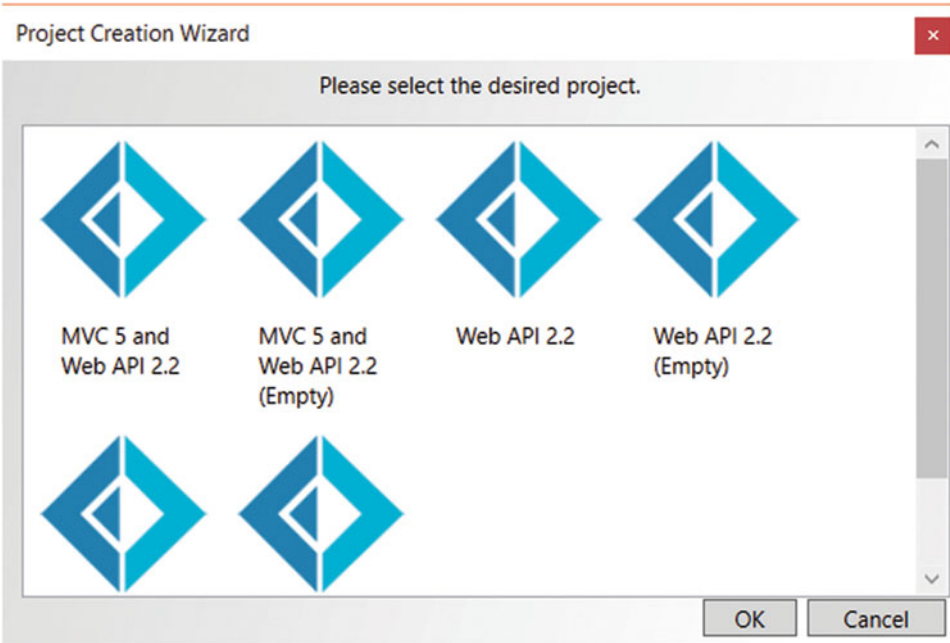 Project Creation Wizard
Please select the desired project.
MVC 5 and
Web API 2.2
MVC 5 and
Web API 2.2
(Empty)
Web API 2.2
Web API 2.2
(Empty)
OK
Cancel